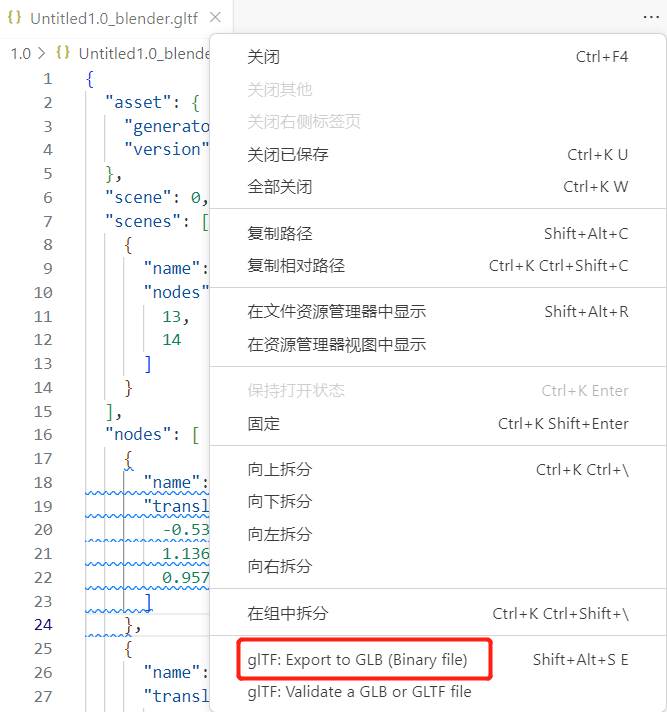 Untitled1.0_blender.gltf
1.0 > {} Untitled1.0_blende
1 {
2 "asset": {
3 "generato
4 "version"
5 },
6 "scene": 0,
7 "scenes": [
8 {
9 "name":
10 "nodes"
11 13,
12 14
13 ]
14 }
15 ],
16 "nodes": [
17 {
18 "name":
19 "transl
20 -0.53
21 1.136
22 0.957
23 ]
24 },
25 {
26 "name":
27 "transl
关闭 Ctrl+F4
关闭其他
关闭右侧标签页
关闭已保存 Ctrl+K U
全部关闭 Ctrl+K W
复制路径 Shift+Alt+C
复制相对路径 Ctrl+K Ctrl+Shift+C
在文件资源管理器中显示 Shift+Alt+R
在资源管理器视图中显示
保持打开状态 Ctrl+K Enter
固定 Ctrl+K Shift+Enter
向上拆分 Ctrl+K Ctrl+\
向下拆分
向左拆分
向右拆分
在组中拆分 Ctrl+K Ctrl+Shift+\
glTF: Export to GLB (Binary file) Shift+Alt+S E
glTF: Validate a GLB or GLTF file